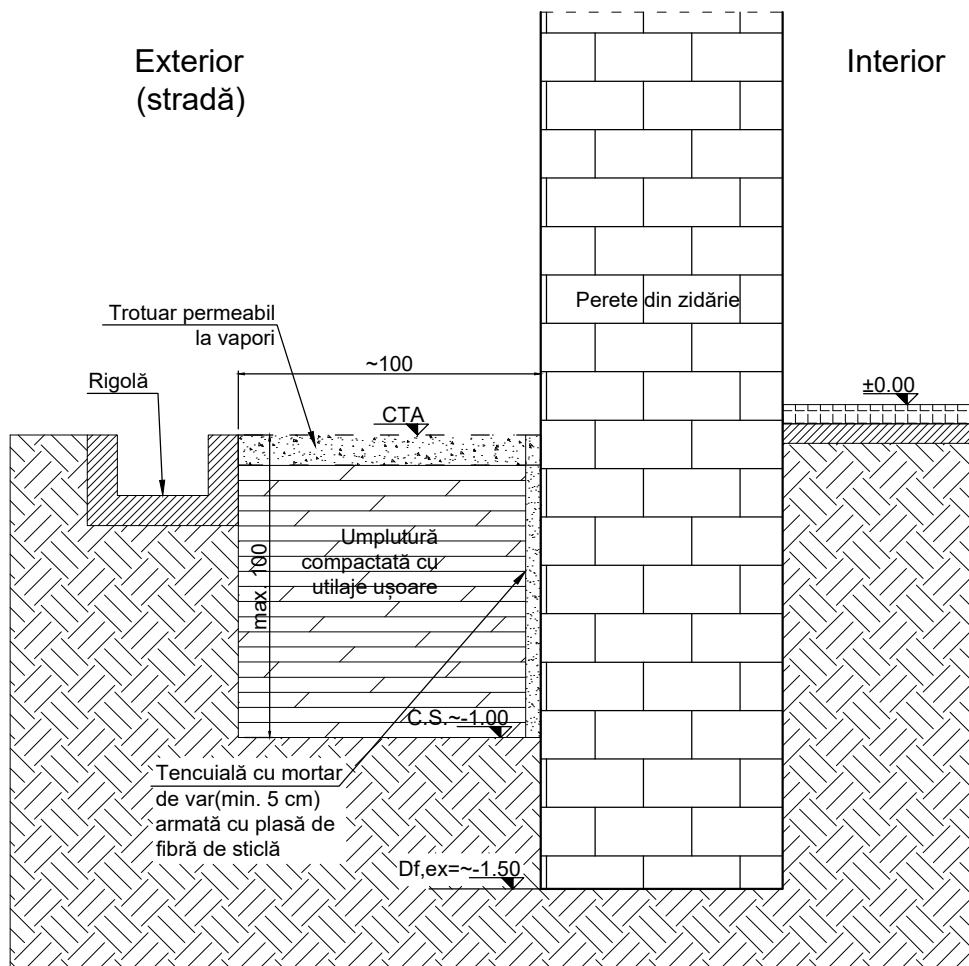 Exterior
(stradă)
Interior
Perete din zidărie
Trotuar permeabil
la vapori
~100
Rigolă
±0.00
CTA
Umplutură
compactată cu
utilaje ușoare
max. 100
C.S.~-1.00
Tencuială cu mortar
de var(min. 5 cm)
armată cu plasă de
fibră de sticlă
Df,ex=~-1.50